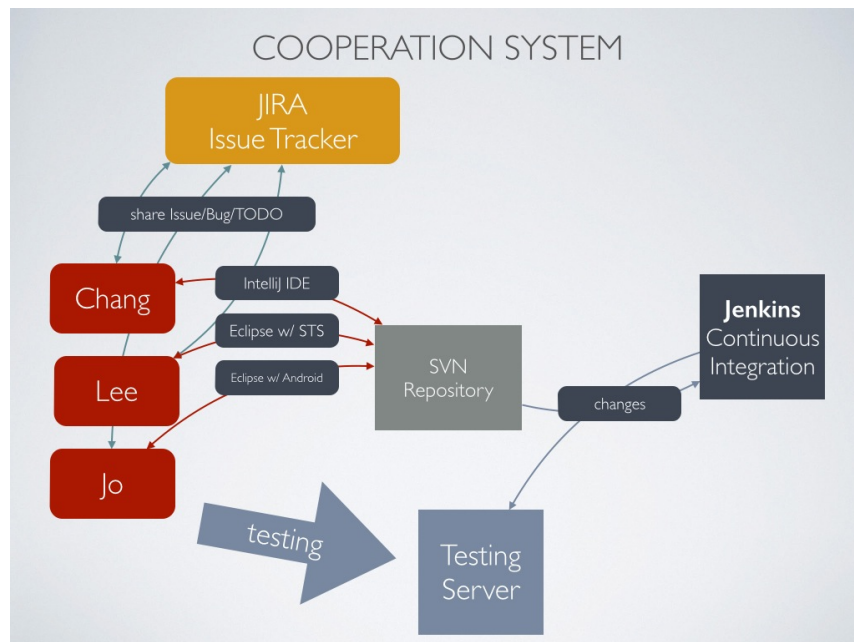 COOPERATION SYSTEM
JIRA
Issue Tracker
share Issue/Bug/TODO
Chang
IntelliJ IDE
Eclipse w/ STS
Lee
Eclipse w/ Android
Jo
SVN
Repository
Jenkins
Continuous
Integration
changes
testing
Testing
Server